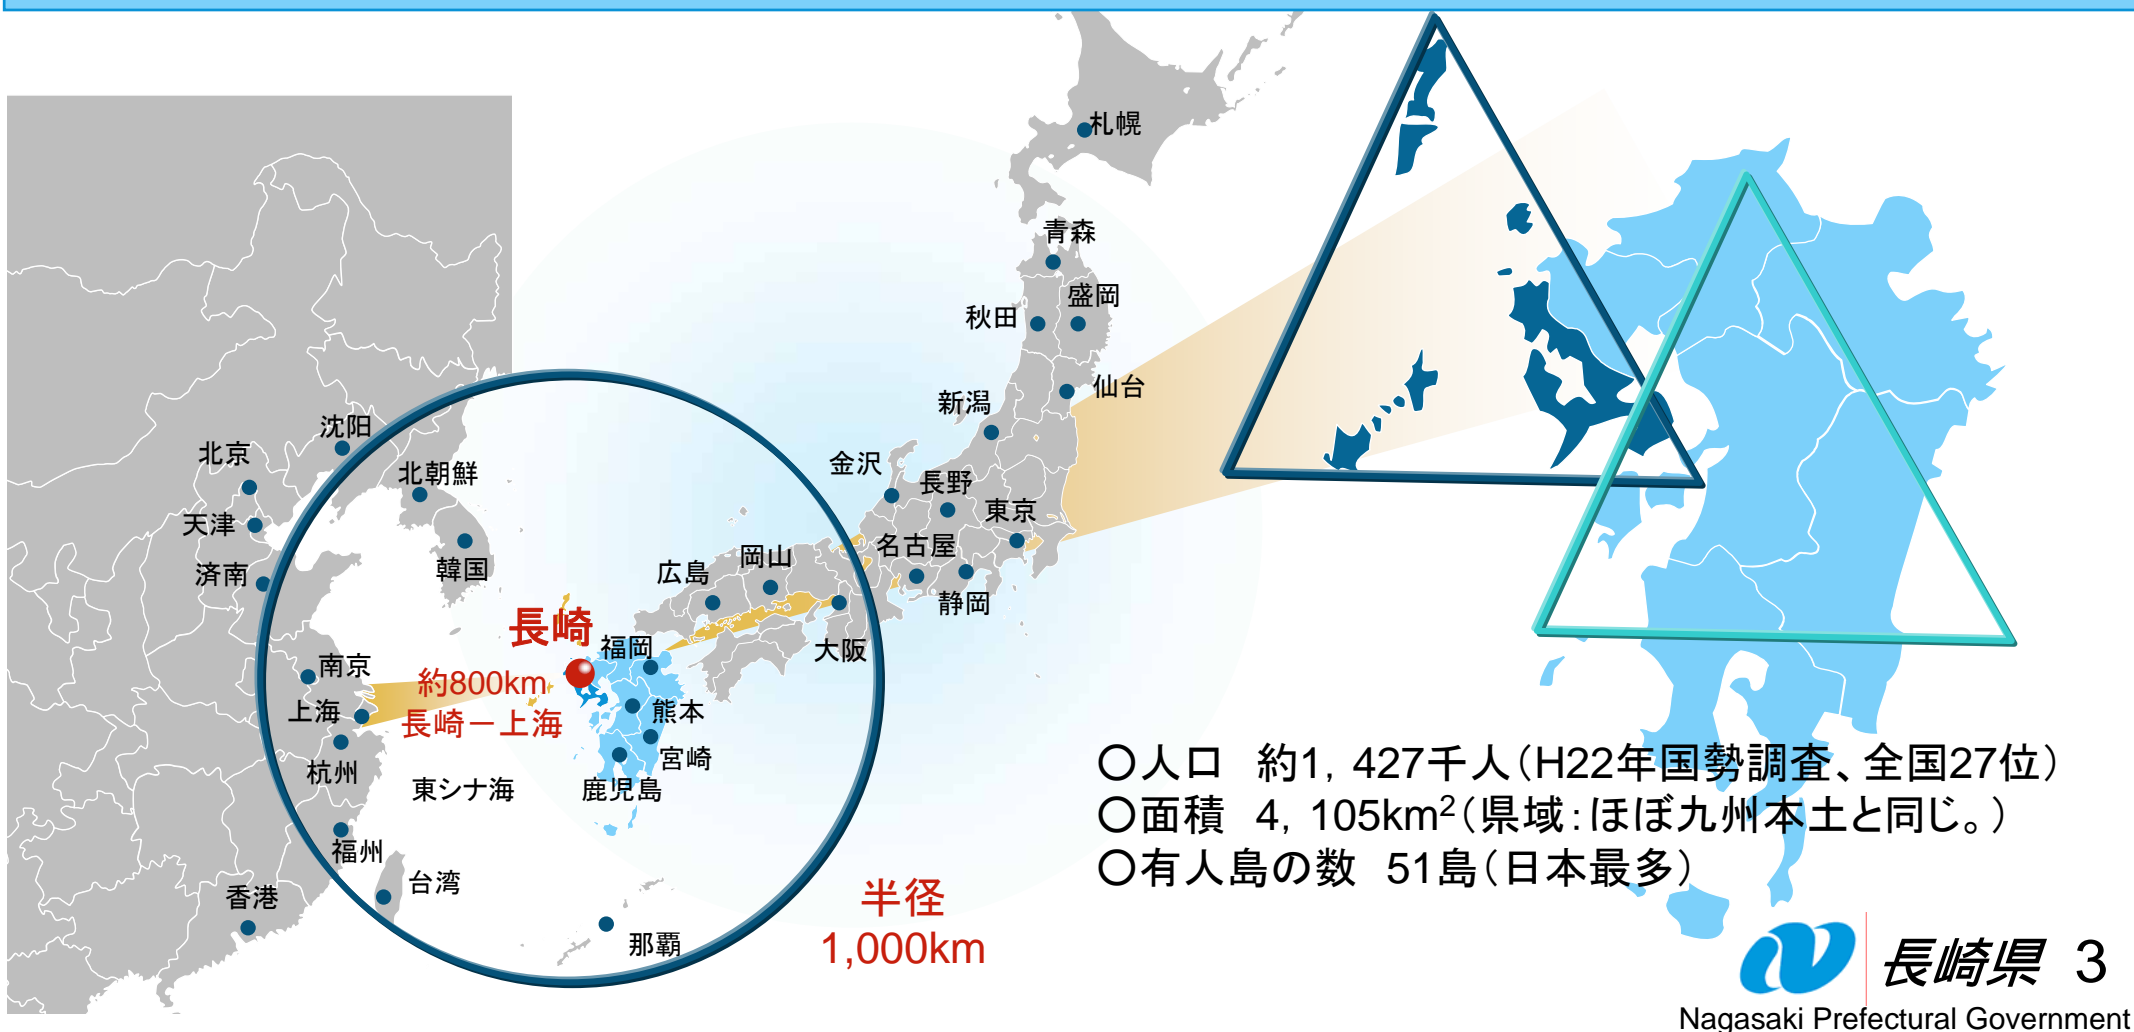 札幌
青森
盛岡
秋田
仙台
新潟
金沢
長野
東京
名古屋
静岡
沈阳
北京
北朝鮮
天津
済南
韓国
岡山
広島
大阪
長崎
福岡
約800km
長崎－上海
南京
上海
熊本
宮崎
杭州
東シナ海
鹿児島
福州
台湾
香港
那覇
半径
1,000km
○人口　約1，427千人（H22年国勢調査、全国27位）
○面積　4，105km²（県域：ほぼ九州本土と同じ。）
○有人島の数　51島（日本最多）
長崎県 3
Nagasaki Prefectural Government